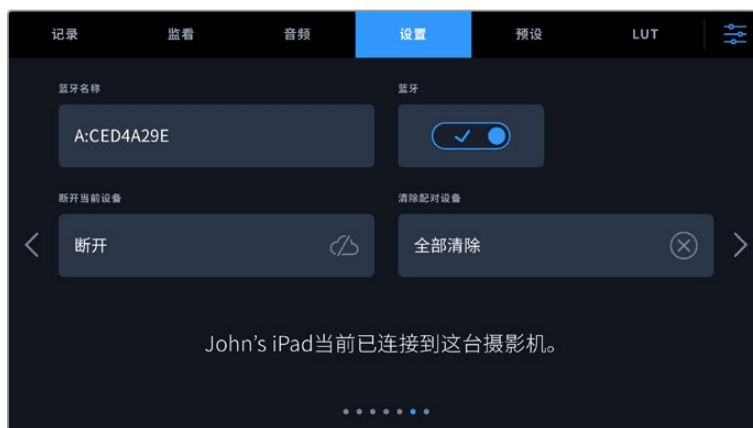 记录 监看 音频 设置 预设 LUT
蓝牙名称 蓝牙
A:CED4A29E
断开当前设备 清除配对设备
断开 全部清除
John’s iPad当前已连接到这台摄影机。